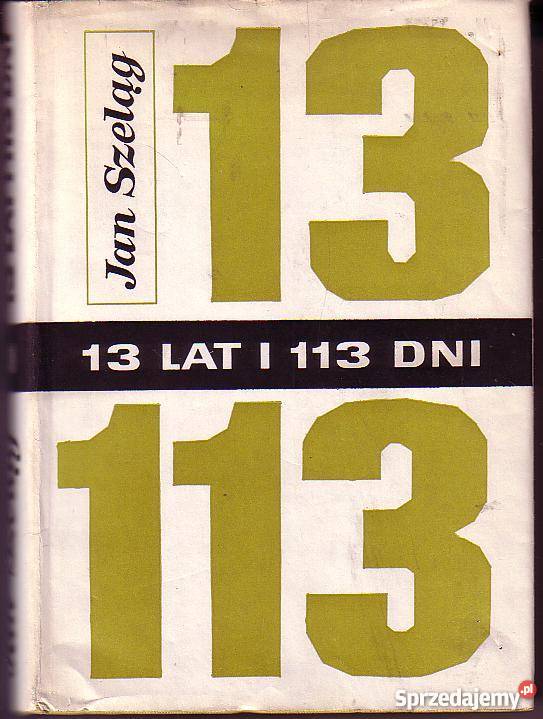 Jan Szeląg
13
13 LAT I 113 DNI
113
Sprzedajemy.pl